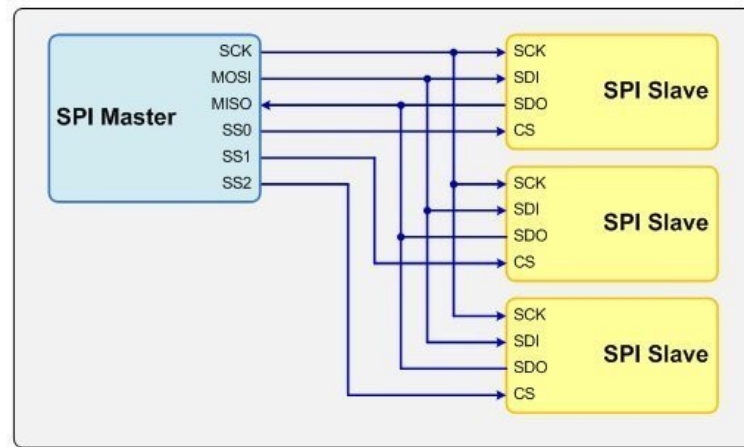 SPI Master
SCK
MOSI
MISO
SS0
SS1
SS2
SCK
SDI
SDO
CS
SPI Slave
SCK
SDI
SDO
CS
SPI Slave
SCK
SDI
SDO
CS
SPI Slave